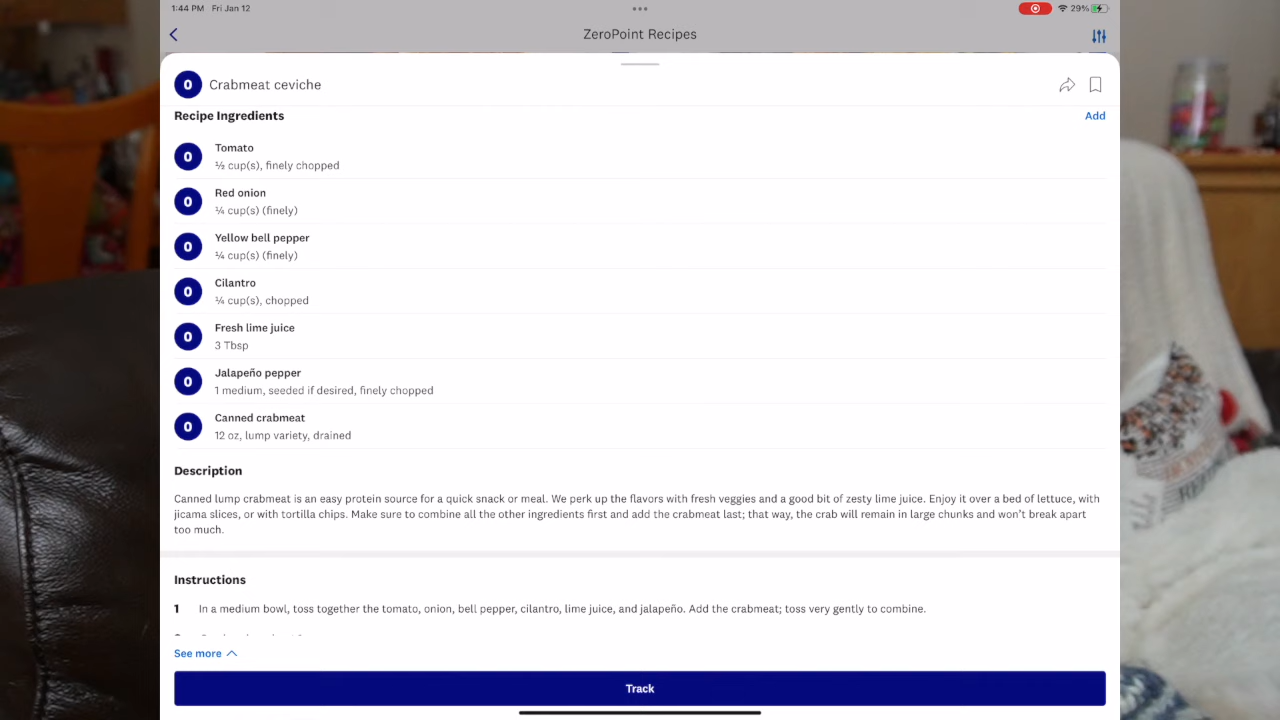 1:44 PM Fri Jan 12
29%
ZeroPoint Recipes
0 Crabmeat ceviche
Recipe Ingredients
Add
0 Tomato
½ cup(s), finely chopped
0 Red onion
¼ cup(s) (finely)
0 Yellow bell pepper
¼ cup(s) (finely)
0 Cilantro
¼ cup(s), chopped
0 Fresh lime juice
3 Tbsp
0 Jalapeño pepper
1 medium, seeded if desired, finely chopped
0 Canned crabmeat
12 oz, lump variety, drained
Description
Canned lump crabmeat is an easy protein source for a quick snack or meal. We perk up the flavors with fresh veggies and a good bit of zesty lime juice. Enjoy it over a bed of lettuce, with
jicama slices, or with tortilla chips. Make sure to combine all the other ingredients first and add the crabmeat last; that way, the crab will remain in large chunks and won't break apart
too much.
Instructions
1 In a medium bowl, toss together the tomato, onion, bell pepper, cilantro, lime juice, and jalapeño. Add the crabmeat; toss very gently to combine.
See more
Track